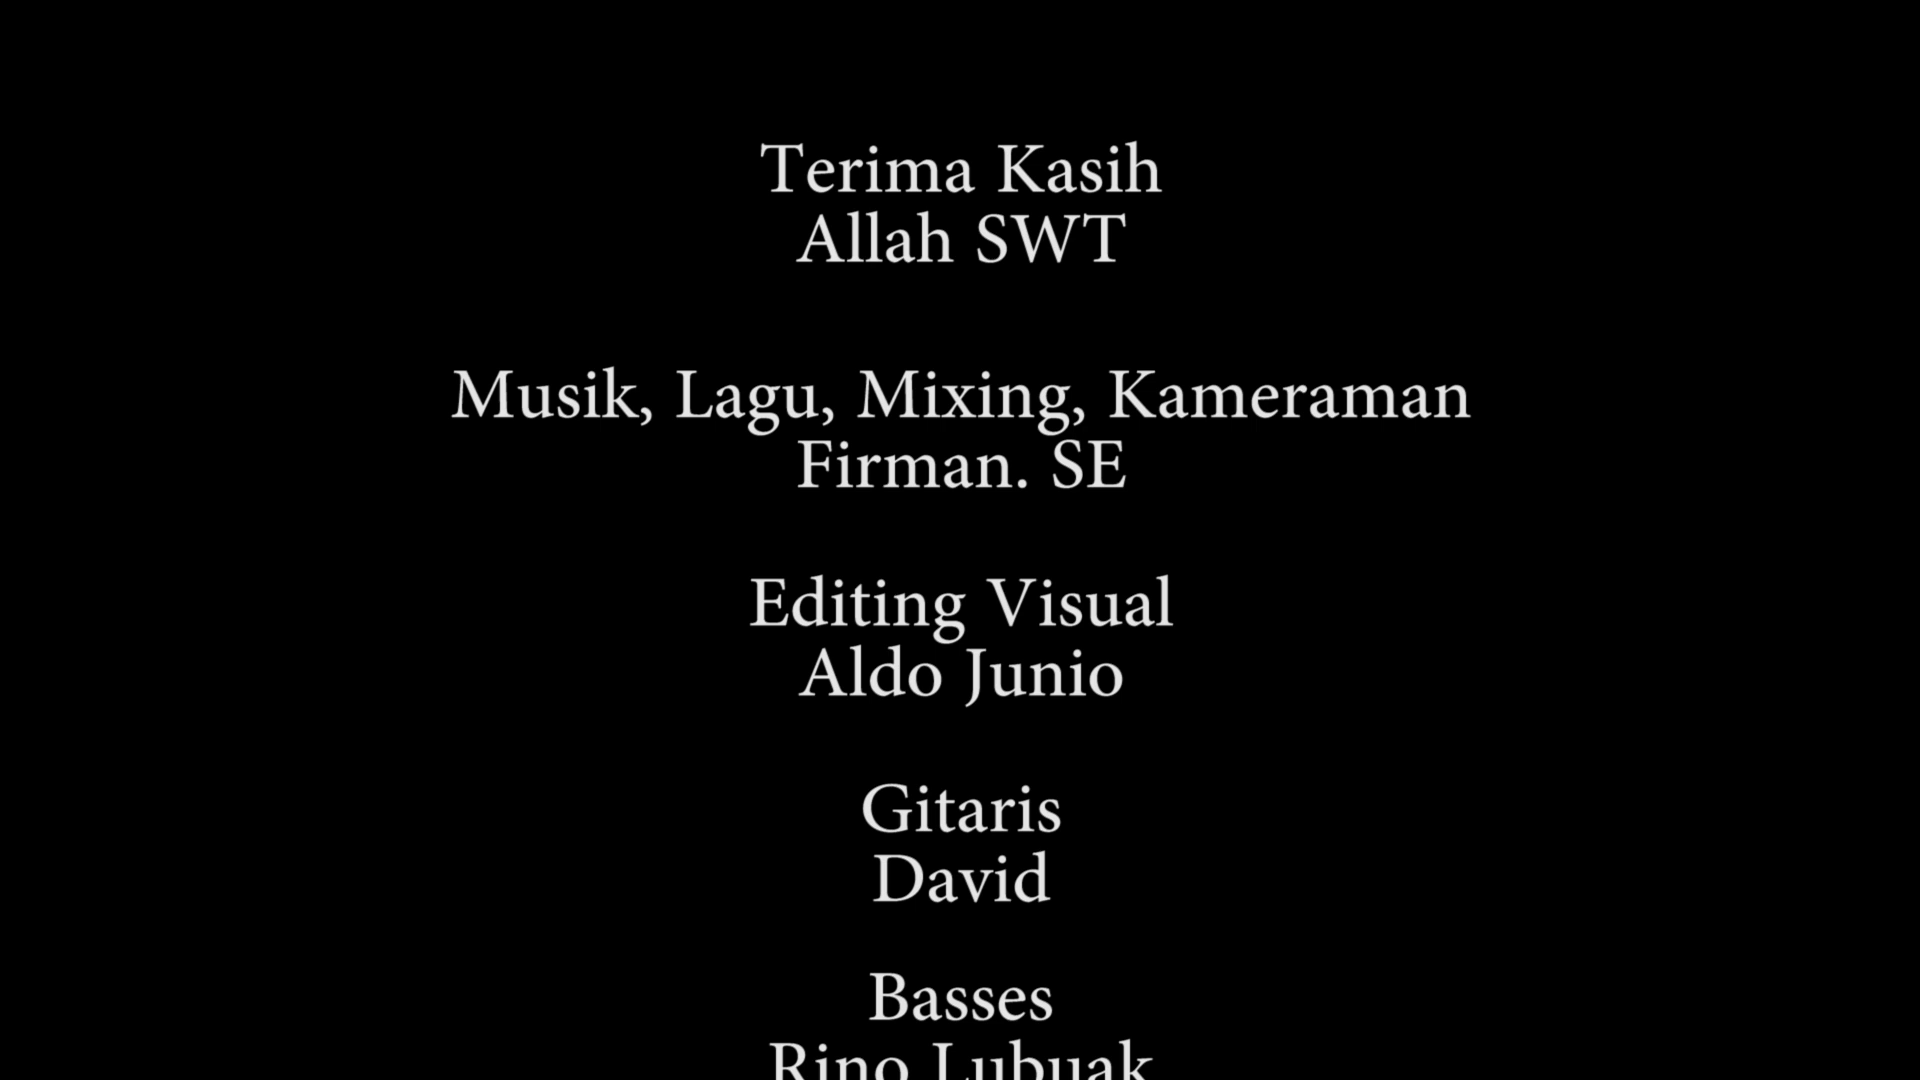 Terima Kasih
Allah SWT
Musik, Lagu, Mixing, Kameraman
Firman. SE
Editing Visual
Aldo Junio
Gitaris
David
Basses
Rino Lubuak